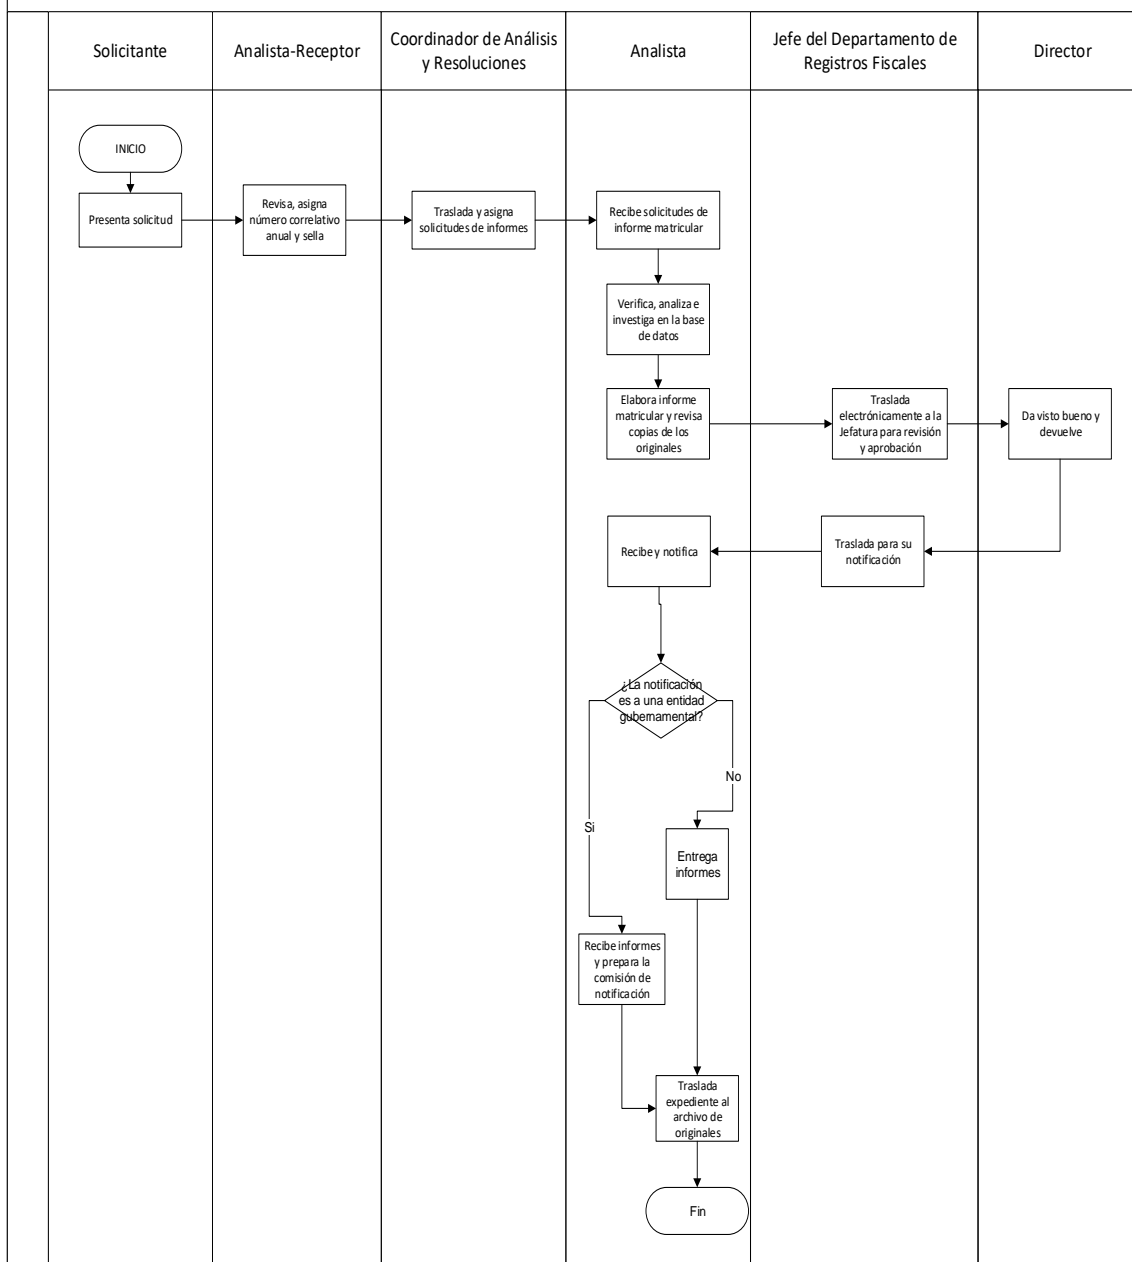 Solicitante
Analista-Receptor
Coordinador de Análisis
y Resoluciones
Analista
Jefe del Departamento de
Registros Fiscales
Director
INICIO
Presenta solicitud
Revisa, asigna
número correlativo
anual y sella
Traslada y asigna
solicitudes de informes
Recibe solicitudes de
informe matricular
Verifica, analiza e
investiga en la base
de datos
Elabora informe
matricular y revisa
copias de los
originales
Traslada
electrónicamente a la
Jefatura para revisión
y aprobación
Da visto bueno y
devuelve
Traslada para su
notificación
Recibe y notifica
¿La notificación
es a una entidad
gubernamental?
No
Si
Entrega
informes
Recibe informes
y prepara la
comisión de
notificación
Traslada
expediente al
archivo de
originales
Fin